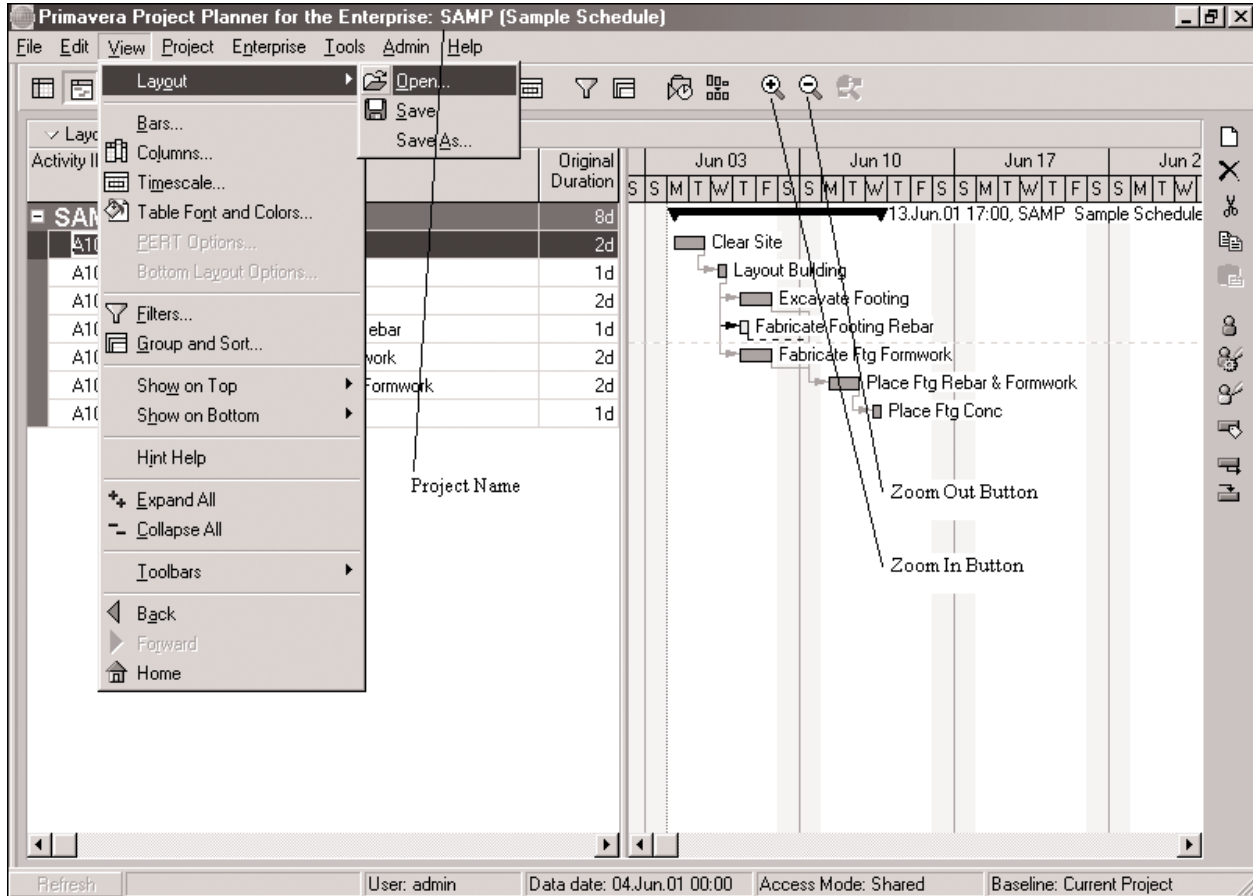 Primavera Project Planner for the Enterprise: SAMP (Sample Schedule)
File Edit View Project Enterprise Tools Admin Help
Layout
Open...
Save
Save As...
Bars...
Columns...
Timescale...
Table Font and Colors...
PERT Options...
Bottom Layout Options...
Filters...
Group and Sort...
Show on Top
Show on Bottom
Hint Help
Expand All
Collapse All
Toolbars
Back
Forward
Home
Layo
Activity I
Original
Duration
SAM
8d
A10
2d
A10
1d
A10
2d
A10 ebar 1d
A10 work 2d
A10 Formwork 2d
A10
1d
Project Name
Jun 03 Jun 10 Jun 17 Jun 2
S S M T W T F S S M T W T F S S M T W T F S S M T W
13.Jun.01 17:00, SAMP Sample Schedule
Clear Site
Layout Building
Excavate Footing
Fabricate Footing Rebar
Fabricate Ftg Formwork
Place Ftg Rebar & Formwork
Place Ftg Conc
Zoom Out Button
Zoom In Button
Refresh
User: admin
Data date: 04.Jun.01 00:00
Access Mode: Shared
Baseline: Current Project